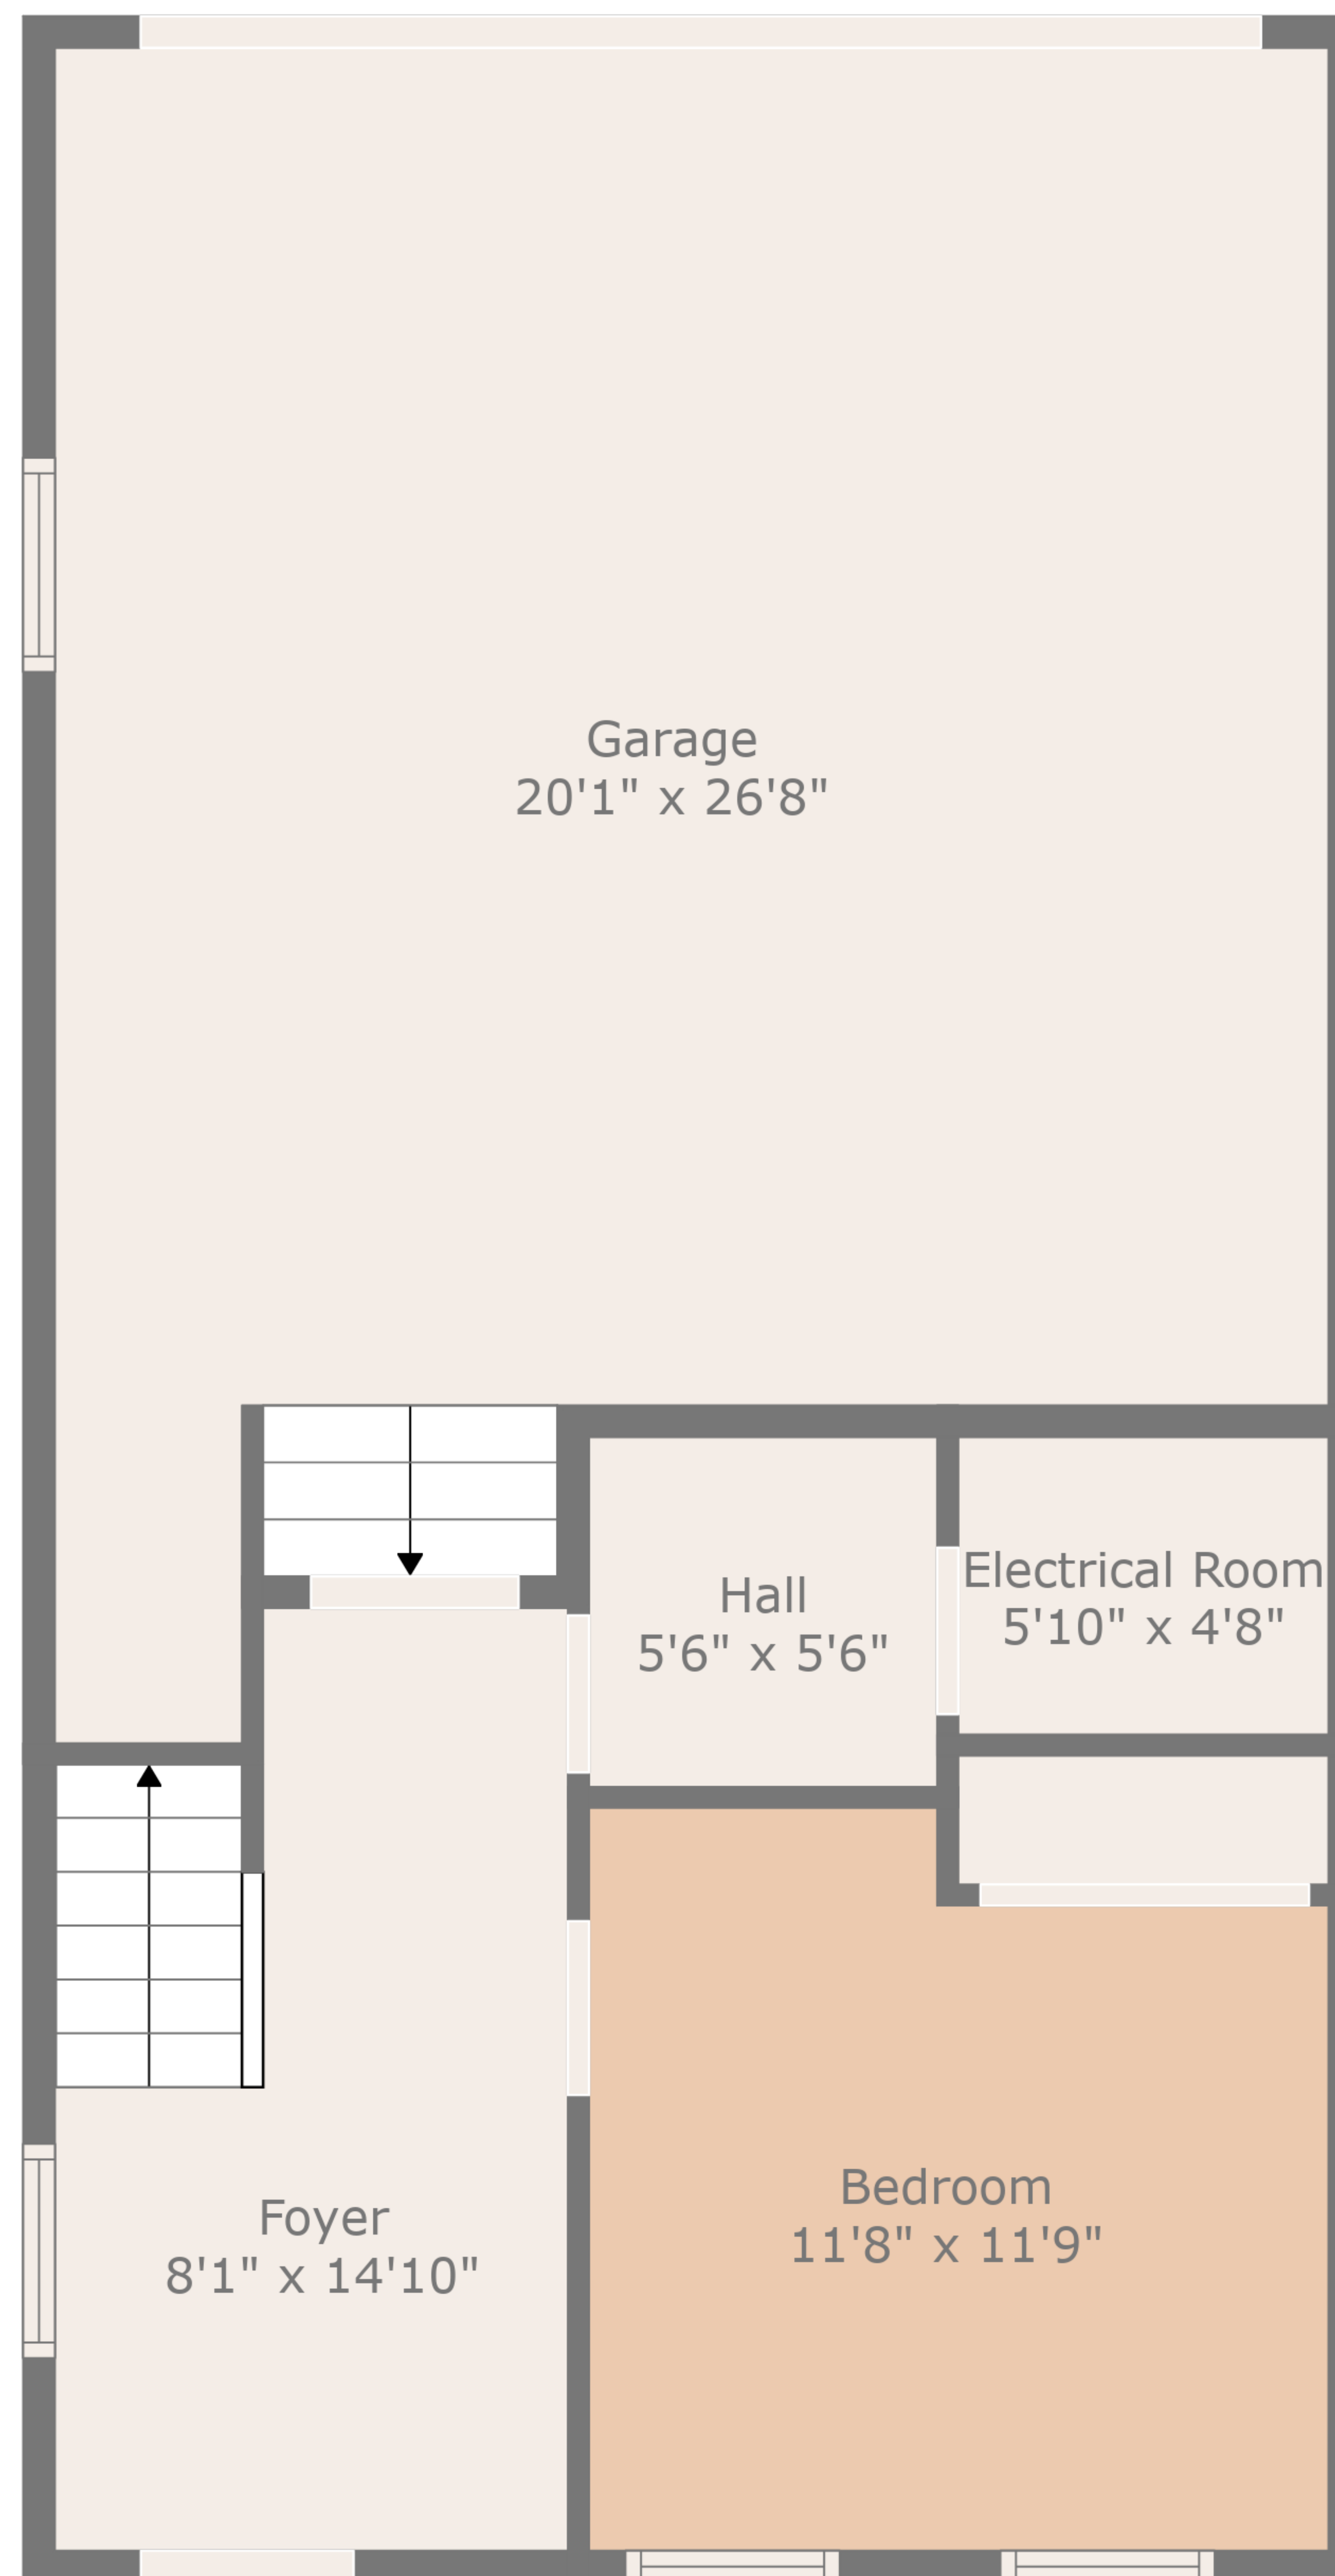 Garage
20'1" x 26'8"
Electrical Room
5'10" x 4'8"
Hall
5'6" x 5'6"
Bedroom
11'8" x 11'9"
Foyer
8'1" x 14'10"